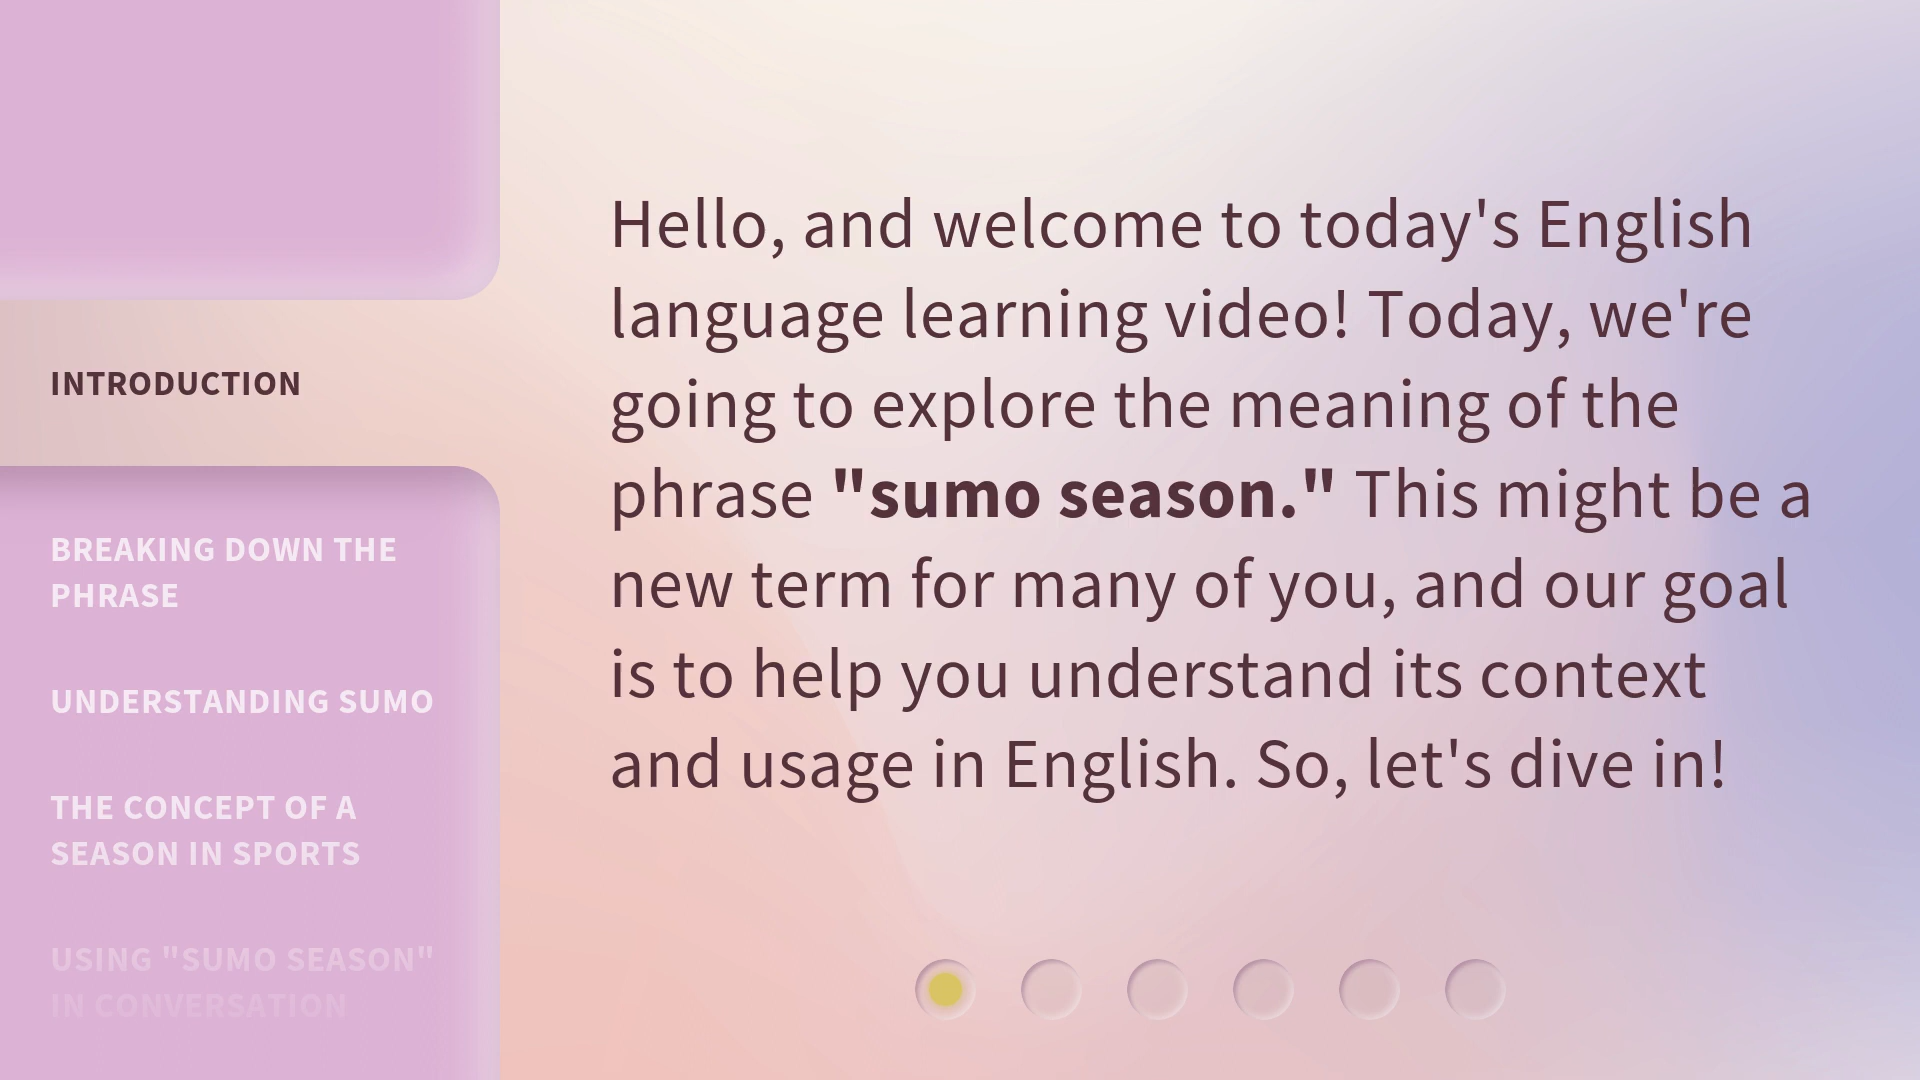 INTRODUCTION
BREAKING DOWN THE
PHRASE
UNDERSTANDING SUMO
THE CONCEPT OF A
SEASON IN SPORTS
USING "SUMO SEASON"
IN CONVERSATION
Hello, and welcome to today's English
language learning video! Today, we're
going to explore the meaning of the
phrase "sumo season." This might be a
new term for many of you, and our goal
is to help you understand its context
and usage in English. So, let's dive in!